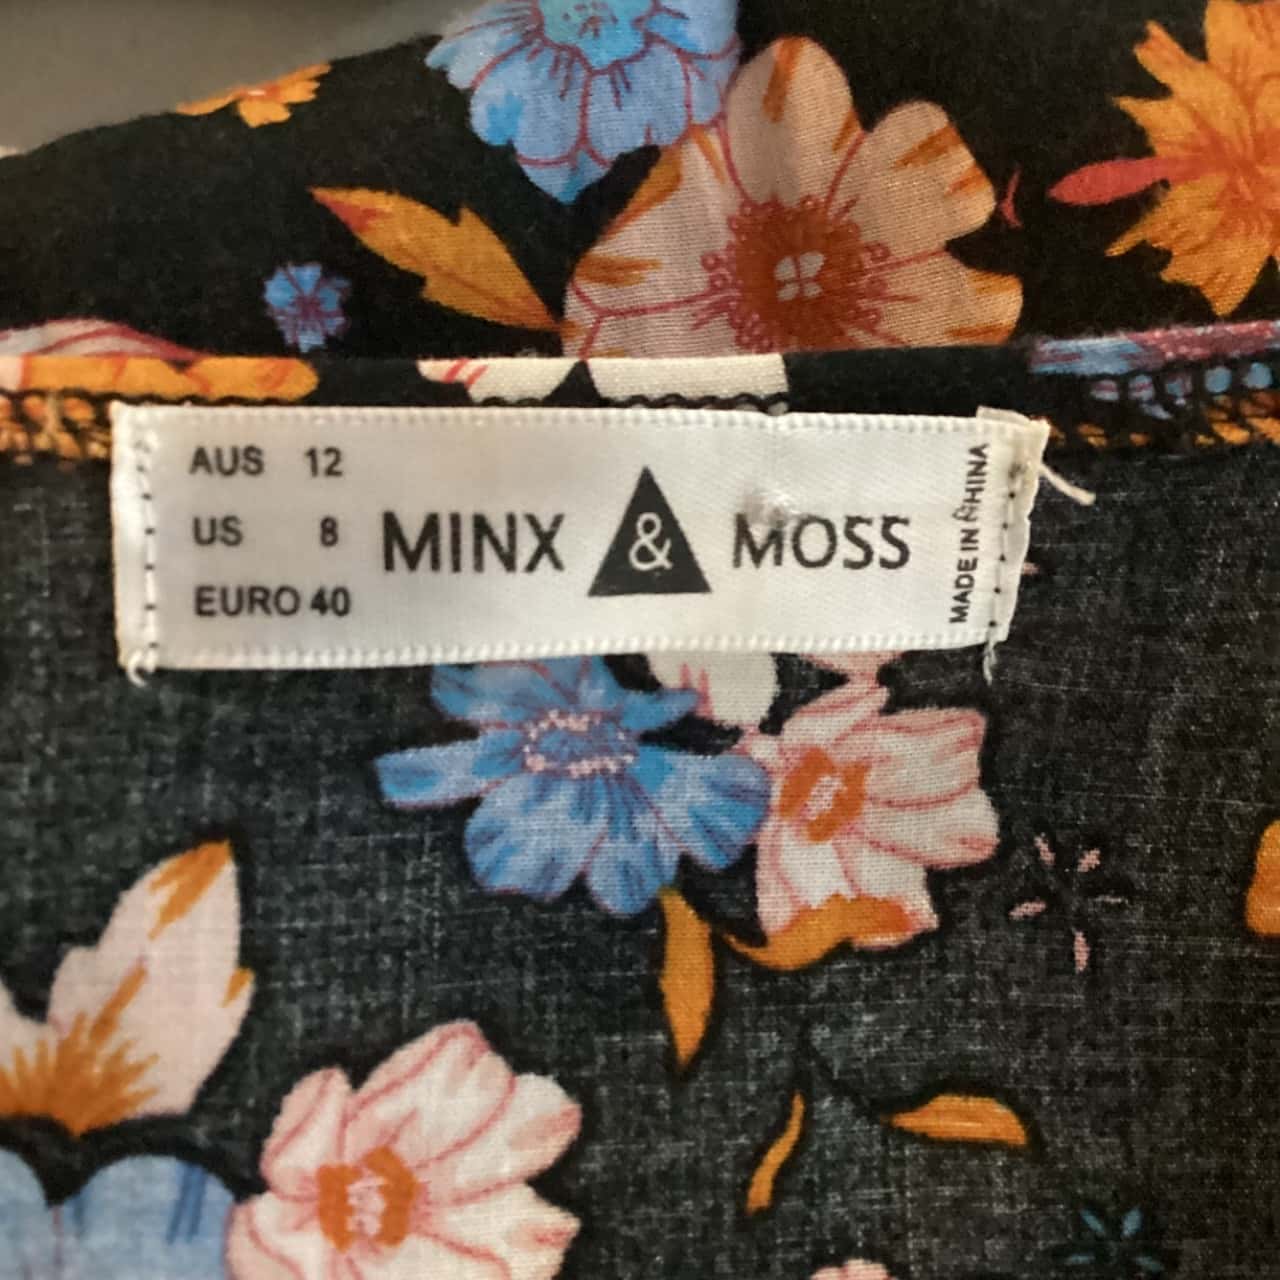 AUS 12
US 8
EURO 40
MINX & MOSS
MADE IN CHINA